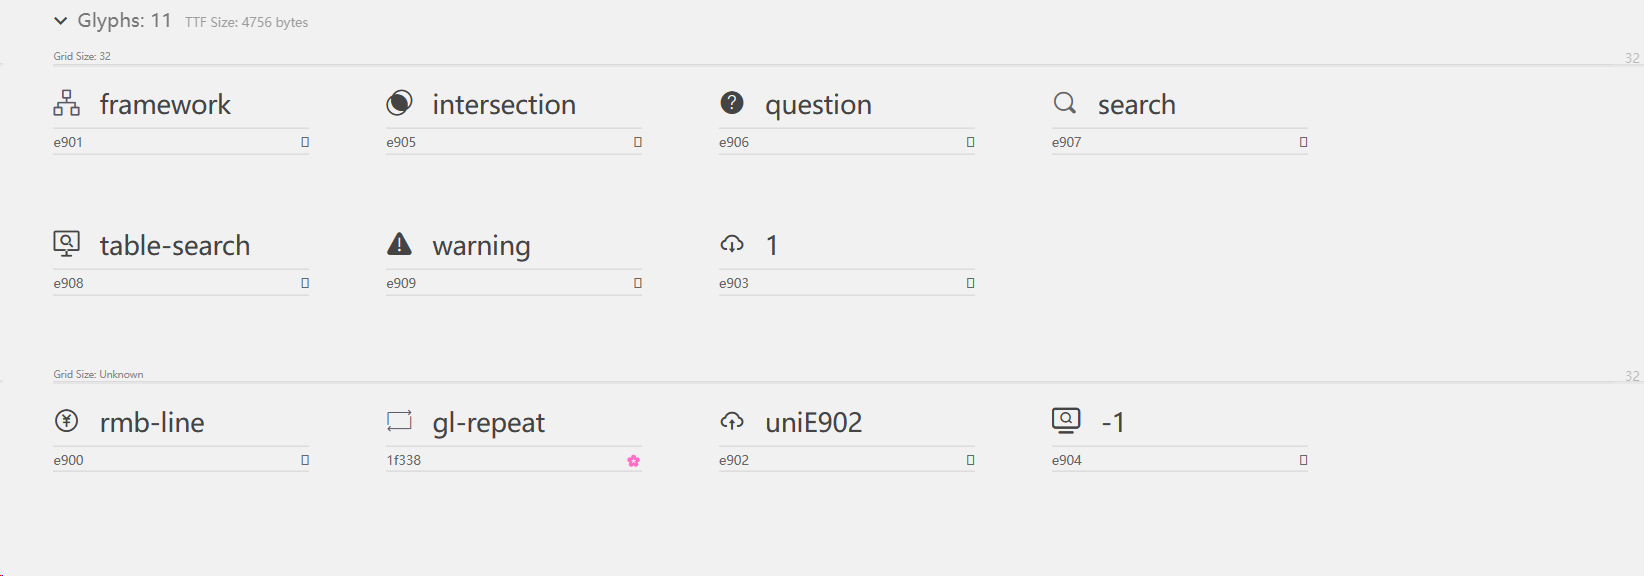 Glyphs: 11 TTF Size: 4756 bytes
Grid Size: 32 32
framework intersection question search
e901 e905 e906 e907
table-search warning 1
e908 e909 e903
Grid Size: Unknown 32
rmb-line gl-repeat uniE902 -1
e900 1f338 e902 e904